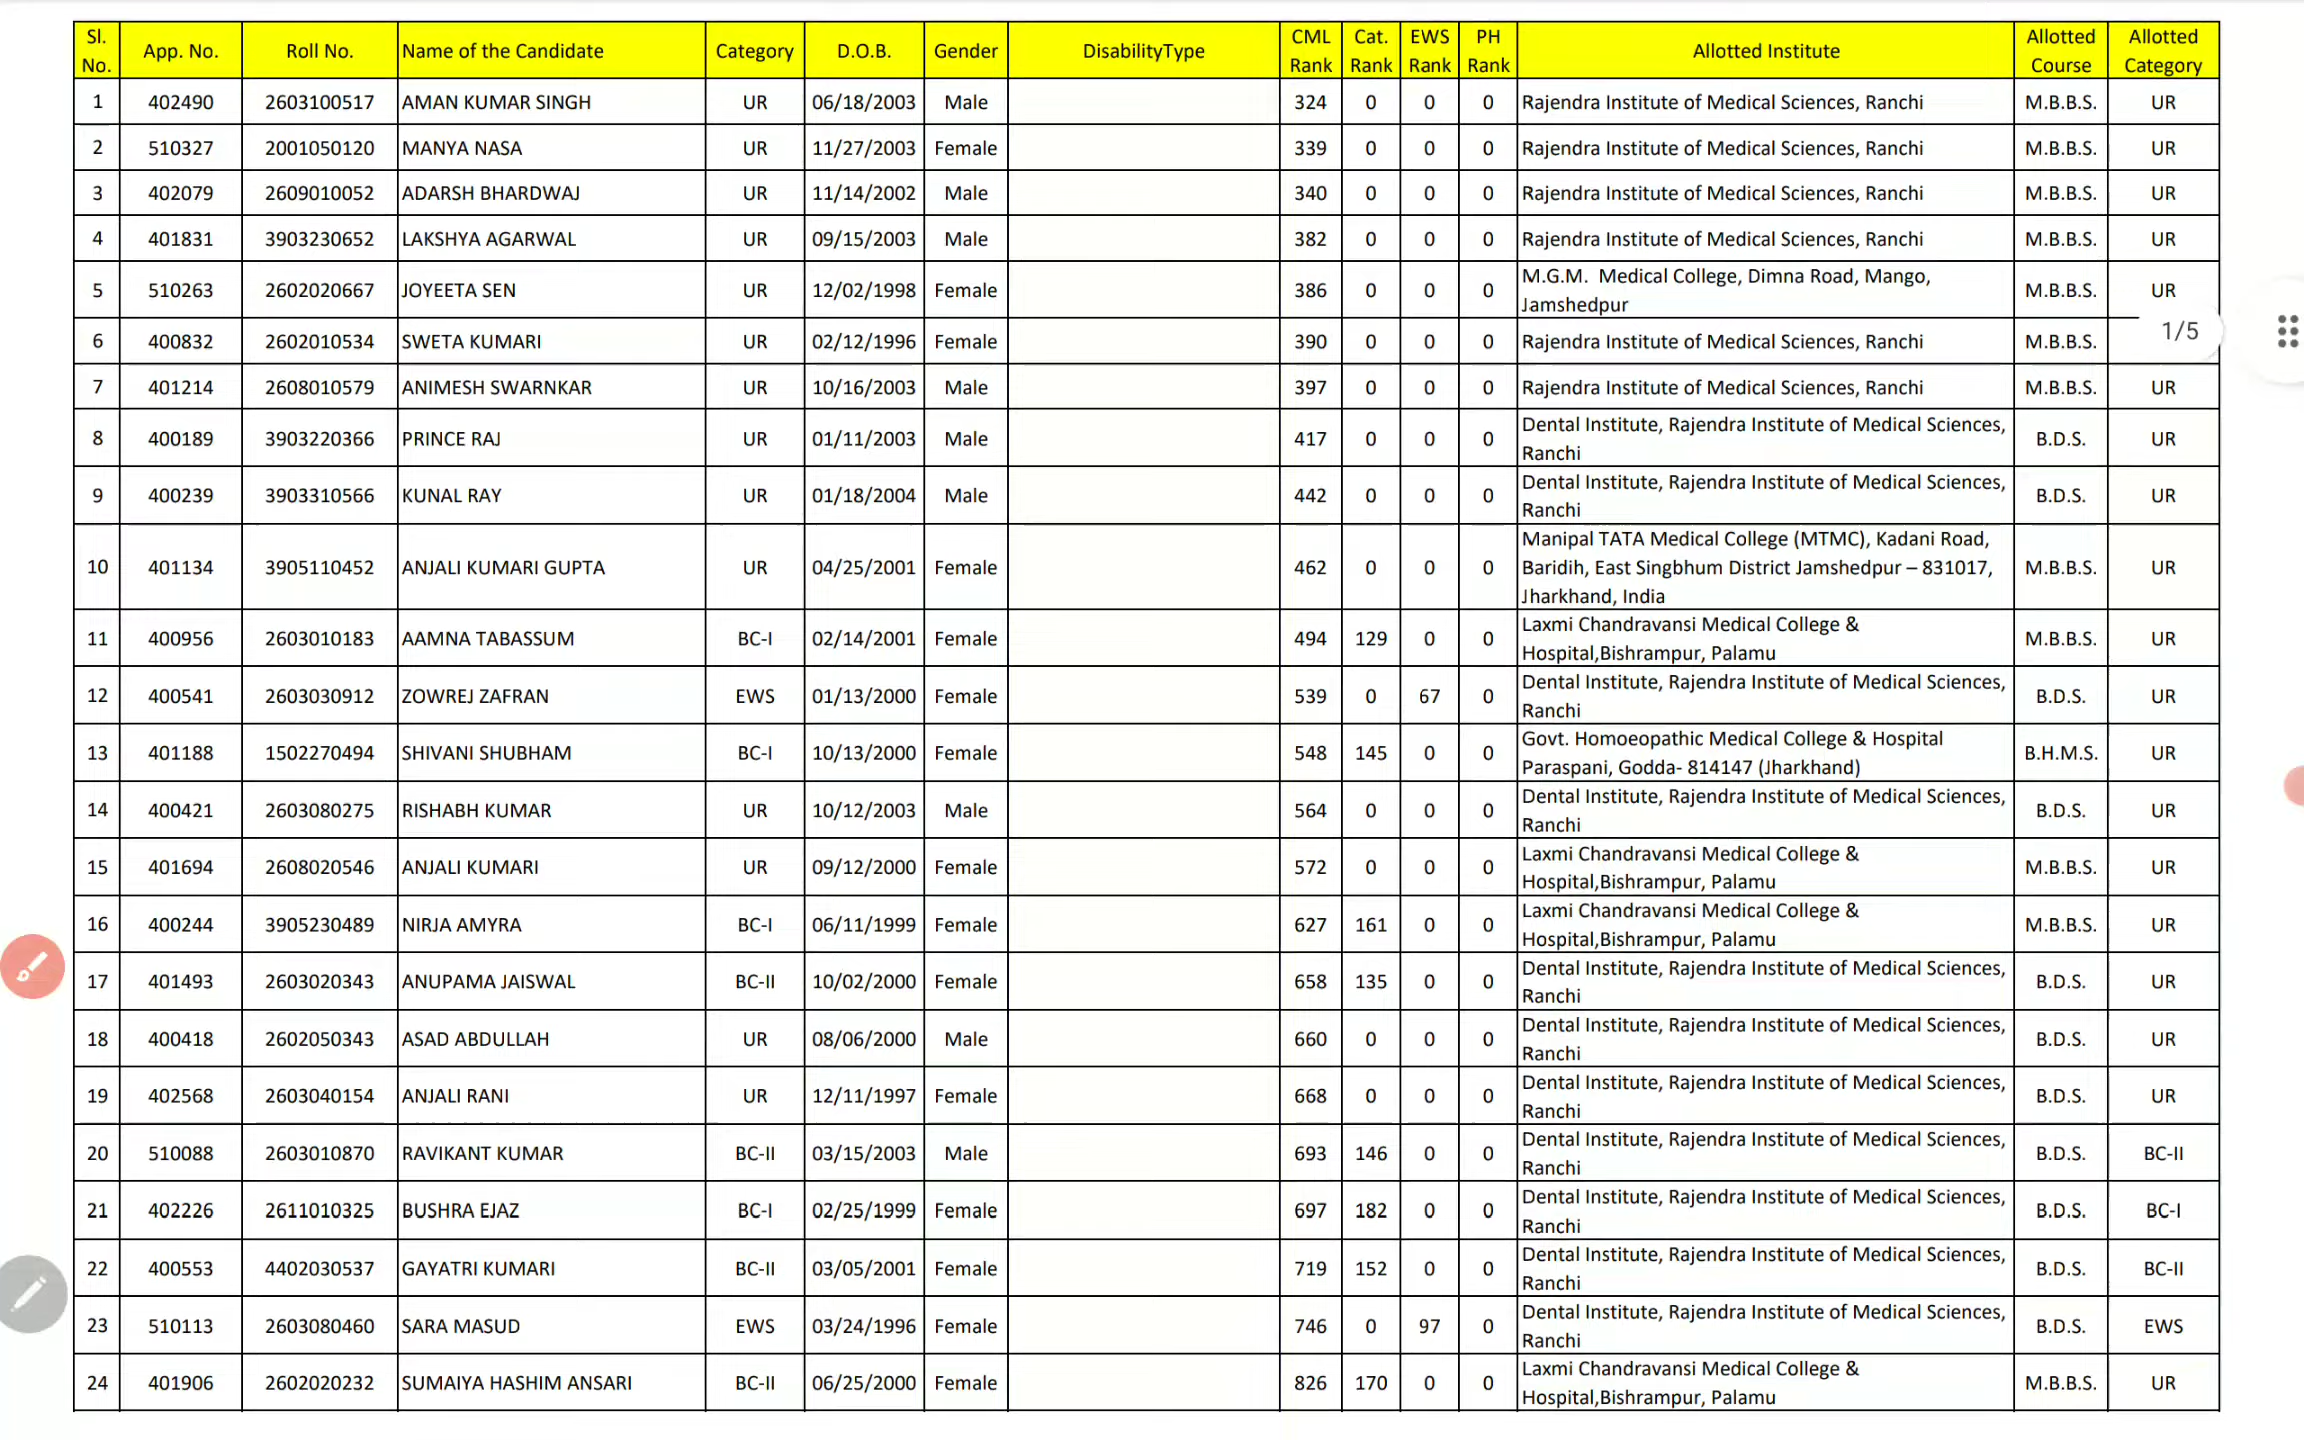 Sl. No. App. No. Roll No. Name of the Candidate Category D.O.B. Gender DisabilityType CML Rank Cat. Rank EWS Rank PH Rank Allotted Institute Allotted Course Allotted Category
1 402490 2603100517 AMAN KUMAR SINGH UR 06/18/2003 Male 324 0 0 0 Rajendra Institute of Medical Sciences, Ranchi M.B.B.S. UR
2 510327 2001050120 MANYA NASA UR 11/27/2003 Female 339 0 0 0 Rajendra Institute of Medical Sciences, Ranchi M.B.B.S. UR
3 402079 2609010052 ADARSH BHARDWAJ UR 11/14/2002 Male 340 0 0 0 Rajendra Institute of Medical Sciences, Ranchi M.B.B.S. UR
4 401831 3903230652 LAKSHYA AGARWAL UR 09/15/2003 Male 382 0 0 0 Rajendra Institute of Medical Sciences, Ranchi M.B.B.S. UR
5 510263 2602020667 JOYEETA SEN UR 12/02/1998 Female 386 0 0 0 M.G.M. Medical College, Dimna Road, Mango, Jamshedpur M.B.B.S. UR
6 400832 2602010534 SWETA KUMARI UR 02/12/1996 Female 390 0 0 0 Rajendra Institute of Medical Sciences, Ranchi M.B.B.S. 1/5
7 401214 2608010579 ANIMESH SWARNKAR UR 10/16/2003 Male 397 0 0 0 Rajendra Institute of Medical Sciences, Ranchi M.B.B.S. UR
8 400189 3903220366 PRINCE RAJ UR 01/11/2003 Male 417 0 0 0 Dental Institute, Rajendra Institute of Medical Sciences, Ranchi B.D.S. UR
9 400239 3903310566 KUNAL RAY UR 01/18/2004 Male 442 0 0 0 Dental Institute, Rajendra Institute of Medical Sciences, Ranchi B.D.S. UR
10 401134 3905110452 ANJALI KUMARI GUPTA UR 04/25/2001 Female 462 0 0 0 Manipal TATA Medical College (MTMC), Kadani Road, Baridih, East Singbhum District Jamshedpur – 831017, Jharkhand, India M.B.B.S. UR
11 400956 2603010183 AAMNA TABASSUM BC-I 02/14/2001 Female 494 129 0 0 Laxmi Chandravansi Medical College & Hospital,Bishrampur, Palamu M.B.B.S. UR
12 400541 2603030912 ZOWREJ ZAFRAN EWS 01/13/2000 Female 539 0 67 0 Dental Institute, Rajendra Institute of Medical Sciences, Ranchi B.D.S. UR
13 401188 1502270494 SHIVANI SHUBHAM BC-I 10/13/2000 Female 548 145 0 0 Govt. Homoeopathic Medical College & Hospital Paraspani, Godda- 814147 (Jharkhand) B.H.M.S. UR
14 400421 2603080275 RISHABH KUMAR UR 10/12/2003 Male 564 0 0 0 Dental Institute, Rajendra Institute of Medical Sciences, Ranchi B.D.S. UR
15 401694 2608020546 ANJALI KUMARI UR 09/12/2000 Female 572 0 0 0 Laxmi Chandravansi Medical College & Hospital,Bishrampur, Palamu M.B.B.S. UR
16 400244 3905230489 NIRJA AMYRA BC-I 06/11/1999 Female 627 161 0 0 Laxmi Chandravansi Medical College & Hospital,Bishrampur, Palamu M.B.B.S. UR
17 401493 2603020343 ANUPAMA JAISWAL BC-II 10/02/2000 Female 658 135 0 0 Dental Institute, Rajendra Institute of Medical Sciences, Ranchi B.D.S. UR
18 400418 2602050343 ASAD ABDULLAH UR 08/06/2000 Male 660 0 0 0 Dental Institute, Rajendra Institute of Medical Sciences, Ranchi B.D.S. UR
19 402568 2603040154 ANJALI RANI UR 12/11/1997 Female 668 0 0 0 Dental Institute, Rajendra Institute of Medical Sciences, Ranchi B.D.S. UR
20 510088 2603010870 RAVIKANT KUMAR BC-II 03/15/2003 Male 693 146 0 0 Dental Institute, Rajendra Institute of Medical Sciences, Ranchi B.D.S. BC-II
21 402226 2611010325 BUSHRA EJAZ BC-I 02/25/1999 Female 697 182 0 0 Dental Institute, Rajendra Institute of Medical Sciences, Ranchi B.D.S. BC-I
22 400553 4402030537 GAYATRI KUMARI BC-II 03/05/2001 Female 719 152 0 0 Dental Institute, Rajendra Institute of Medical Sciences, Ranchi B.D.S. BC-II
23 510113 2603080460 SARA MASUD EWS 03/24/1996 Female 746 0 97 0 Dental Institute, Rajendra Institute of Medical Sciences, Ranchi B.D.S. EWS
24 401906 2602020232 SUMAIYA HASHIM ANSARI BC-II 06/25/2000 Female 826 170 0 0 Laxmi Chandravansi Medical College & Hospital,Bishrampur, Palamu M.B.B.S. UR